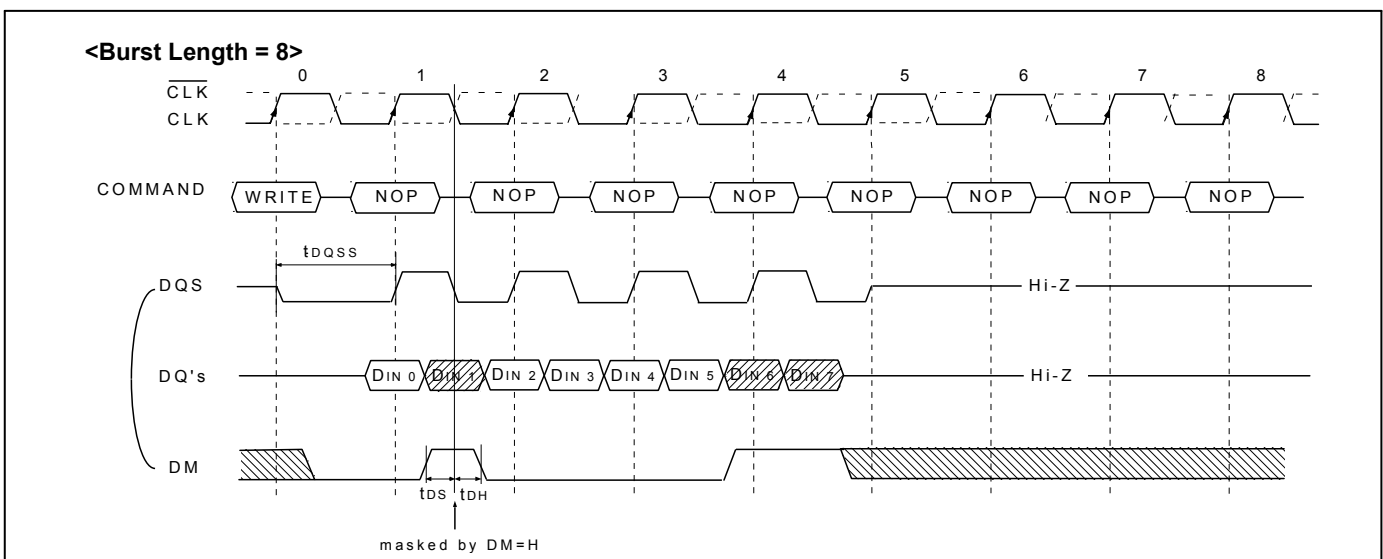 <Burst Length = 8>
0 1 2 3 4 5 6 7 8
CLK
CLK
COMMAND WRITE NOP NOP NOP NOP NOP NOP NOP NOP
tDQSS
DQS Hi-Z
DQ's DIN 0 DIN 1 DIN 2 DIN 3 DIN 4 DIN 5 DIN 6 DIN 7 Hi-Z
DM
tDS tDH
masked by DM=H